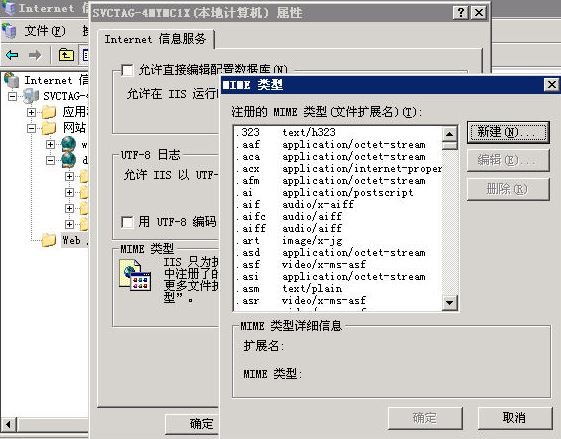 Internet 信息
SVCTAG-4MYMC1X(本地计算机) 属性
文件(F)
操
Internet 信息服务
Internet 信息
SVCTAG-4MYM
应用
网站
w
d
Web
允许直接编辑配置数据库(N)
允许在 IIS 运行
UTF-8 日志
允许 IIS 以 UTF-
用 UTF-8 编码
MIME 类型
IIS 只为扩
中注册了的
更多文件扩
型”。
确定
MIME 类型
注册的 MIME 类型(文件扩展名)(T):
.323 text/h323
.aaf application/octet-stream
.aca application/octet-stream
.acx application/internet-proper
.afm application/octet-stream
.ai application/postscript
.aif audio/x-aiff
.aifc audio/aiff
.aiff audio/aiff
.art image/x-jg
.asd application/octet-stream
.asf video/x-ms-asf
.asi application/octet-stream
.asm text/plain
.asr video/x-ms-asf
新建(N)...
编辑(E)...
删除(R)
MIME 类型详细信息
扩展名:
MIME 类型:
确定
取消